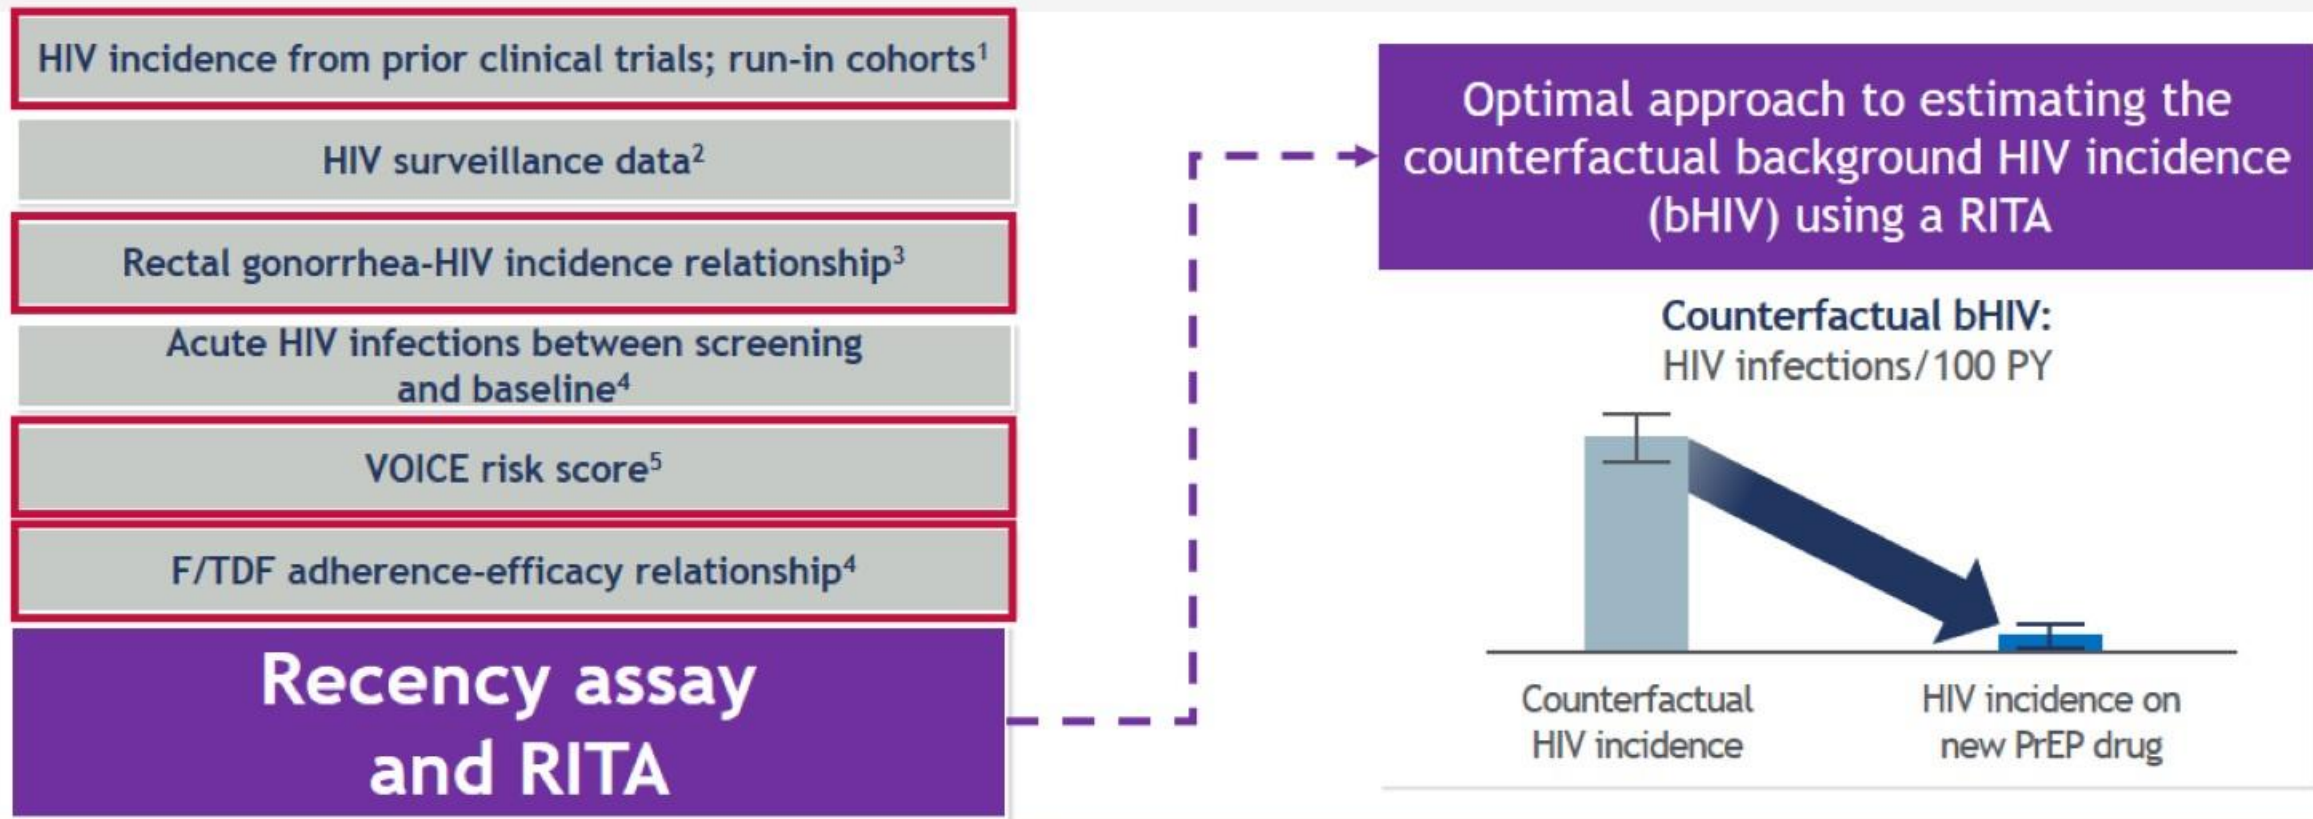 HIV incidence from prior clinical trials; run-in cohorts¹
HIV surveillance data²
Rectal gonorrhea-HIV incidence relationship³
Acute HIV infections between screening
and baseline⁴
VOICE risk score⁵
F/TDF adherence-efficacy relationship⁴
Recency assay
and RITA
Optimal approach to estimating the
counterfactual background HIV incidence
(bHIV) using a RITA
Counterfactual bHIV:
HIV infections/100 PY
Counterfactual
HIV incidence
HIV incidence on
new PrEP drug